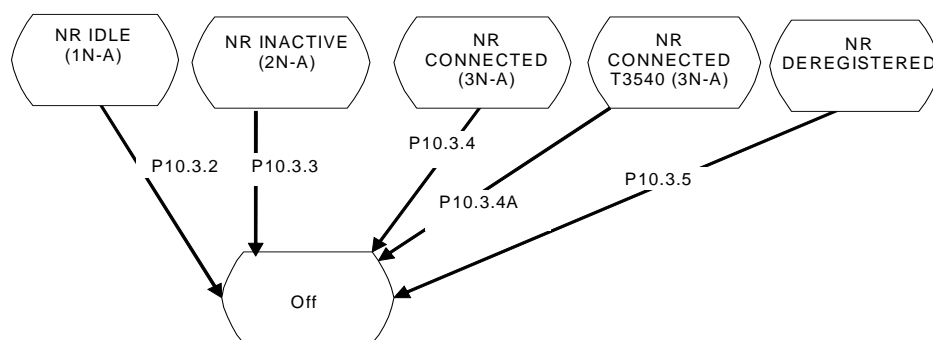 NR IDLE
(1N-A)
NR INACTIVE
(2N-A)
NR
CONNECTED
(3N-A)
NR
CONNECTED
T3540 (3N-A)
NR
DEREGISTERED
P10.3.2
P10.3.3
P10.3.4
P10.3.4A
P10.3.5
Off